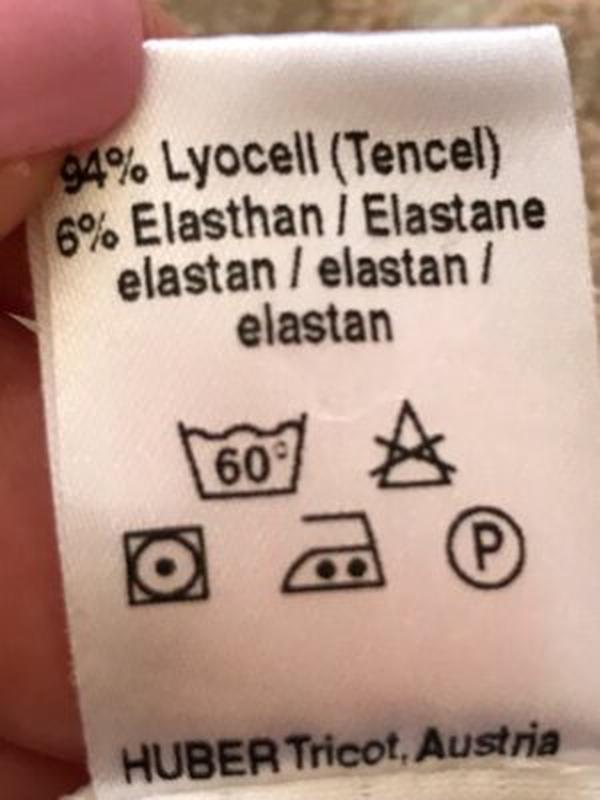 94% Lyocell (Tencel)
6% Elasthan / Elastane
elastan / elastan /
elastan
60°
P
HUBER Tricot, Austria